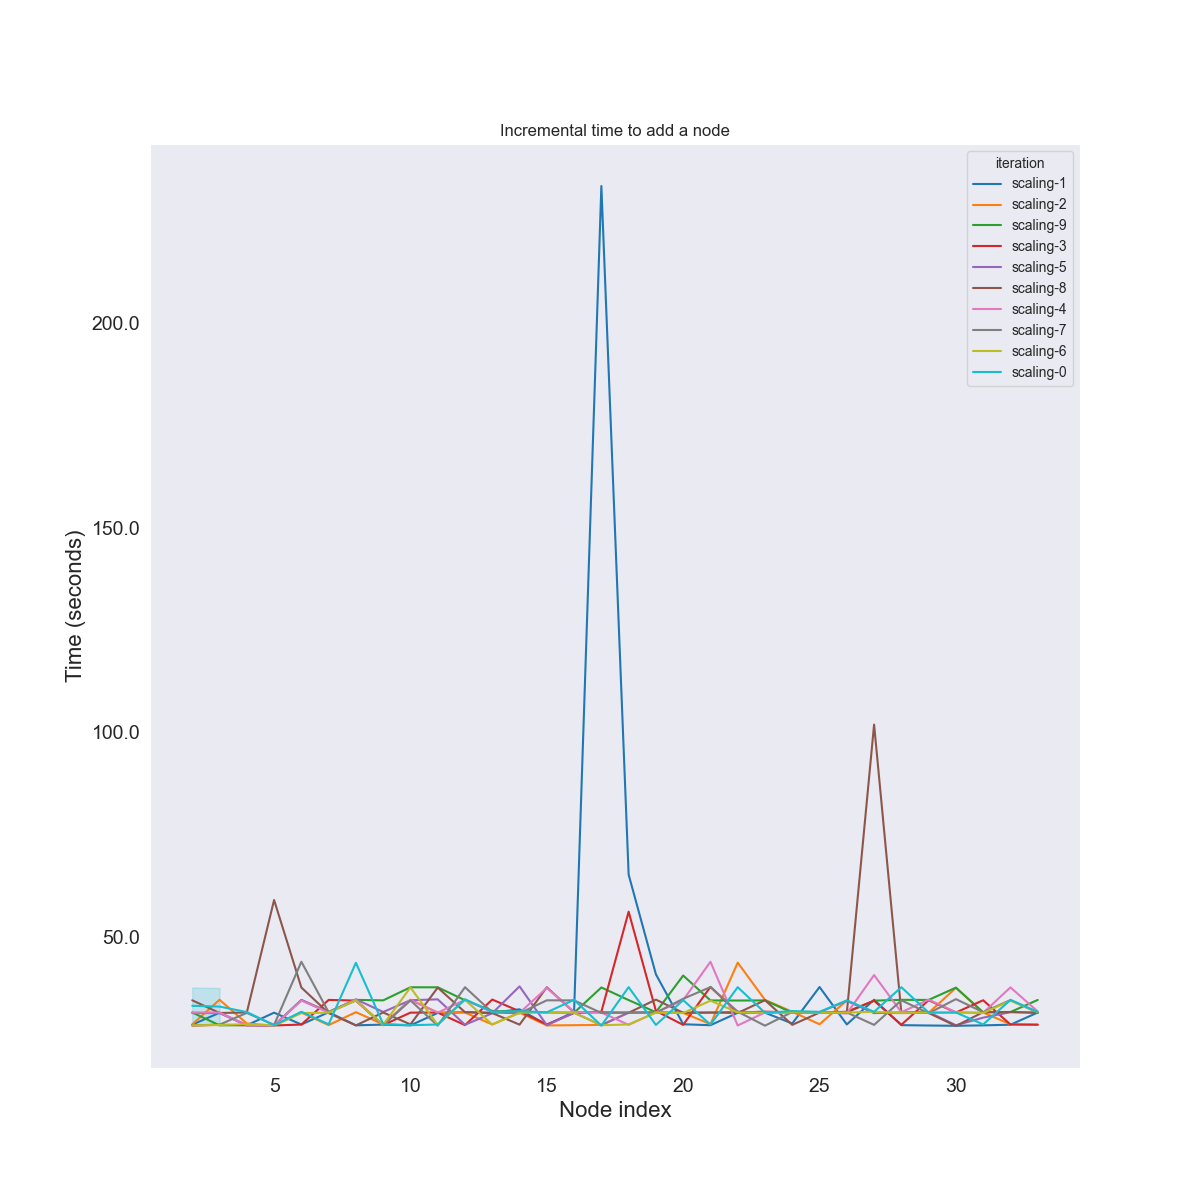 Incremental time to add a node
iteration
scaling-1
scaling-2
scaling-9
scaling-3
scaling-5
scaling-8
scaling-4
scaling-7
scaling-6
scaling-0
200.0
150.0
100.0
50.0
Time (seconds)
5 10 15 20 25 30
Node index